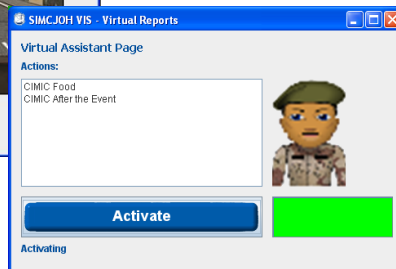 SIMCJOH VIS - Virtual Reports
Virtual Assistant Page
Actions:
CIMIC Food
CIMIC After the Event
Activate
Activating